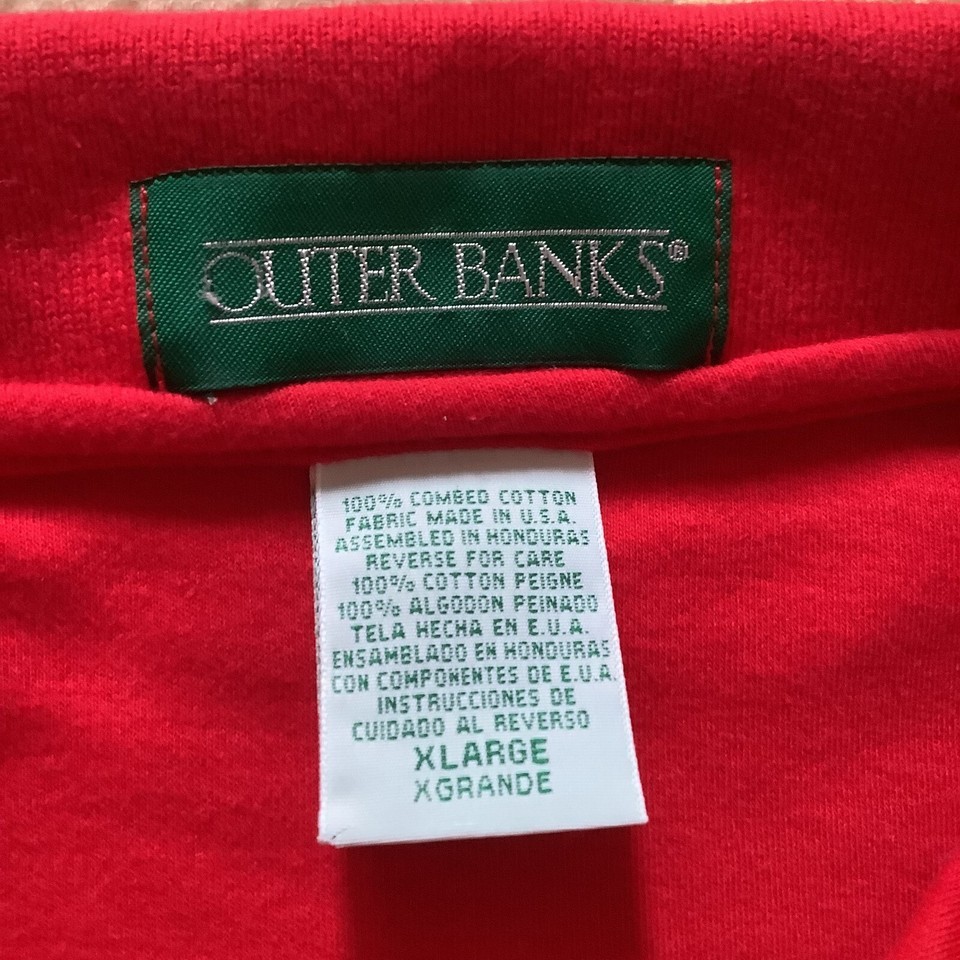 OUTER BANKS®
100% COMBED COTTON
FABRIC MADE IN U.S.A.
ASSEMBLED IN HONDURAS
REVERSE FOR CARE
100% COTTON PEIGNE
100% ALGODON PEINADO
TELA HECHA EN E.U.A.
ENSAMBLADO EN HONDURAS
CON COMPONENTES DE E.U.A.
INSTRUCCIONES DE
CUIDADO AL REVERSO
XLARGE
XGRANDE